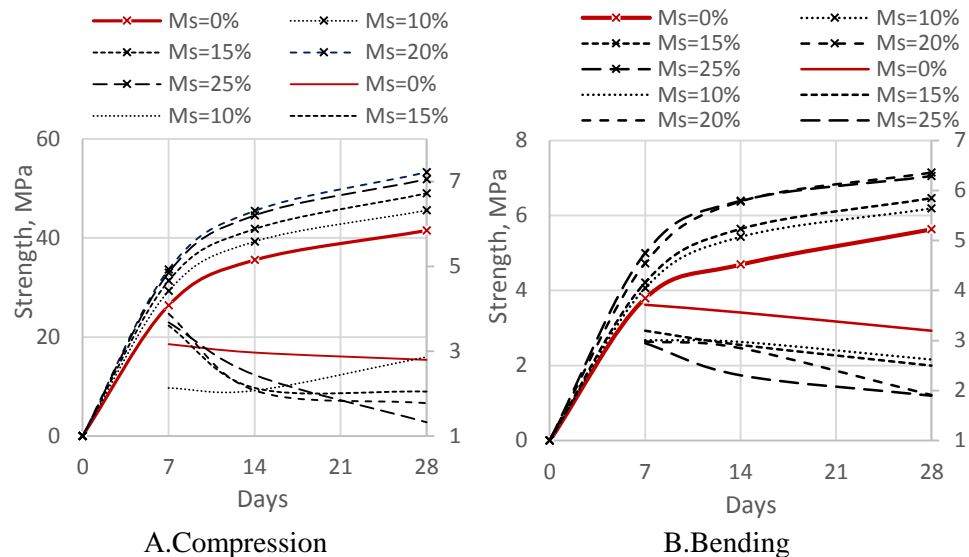 Ms=0% Ms=10%
Ms=15% Ms=20%
Ms=25% Ms=0%
Ms=10% Ms=15%
60
40
20
0
Strength, MPa
7
5
3
1
0 7 14 21 28
Days
A.Compression
Ms=0% Ms=10%
Ms=15% Ms=20%
Ms=25% Ms=0%
Ms=10% Ms=15%
Ms=20% Ms=25%
8
6
4
2
0
Strength, MPa
7
6
5
4
3
2
1
0 7 14 21 28
Days
B.Bending